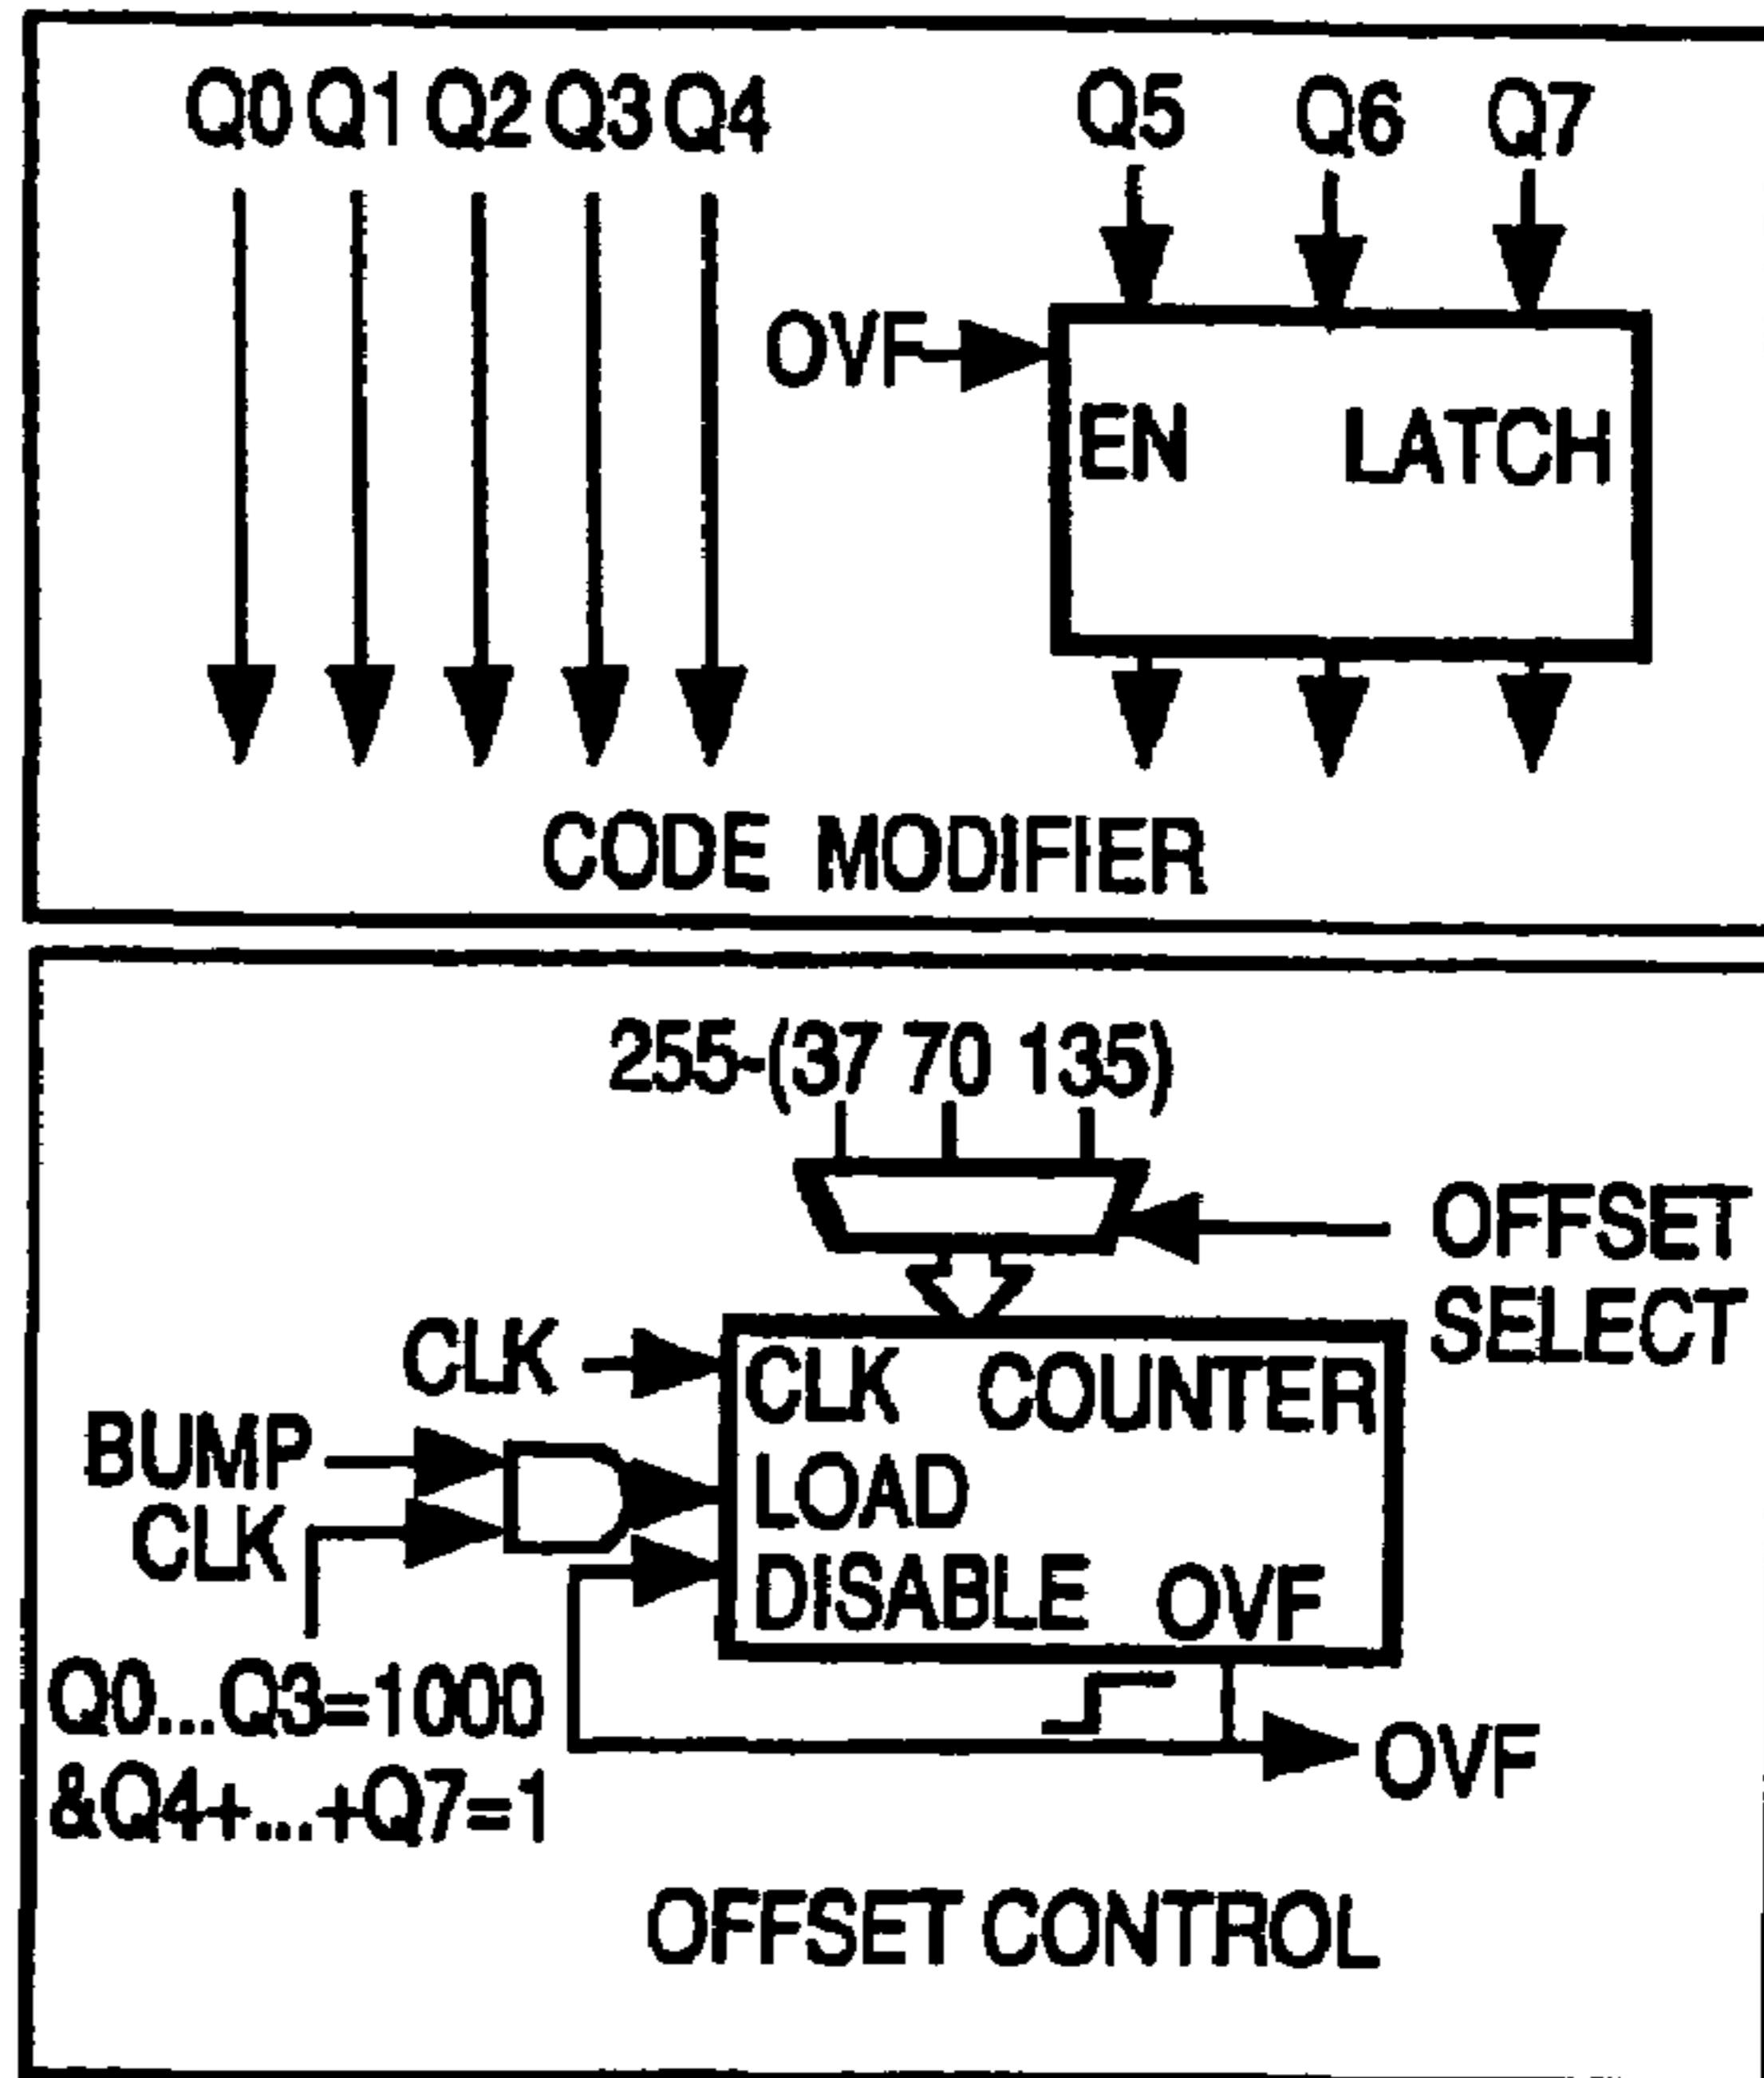 Q0 Q1 Q2 Q3 Q4 Q5 Q6 Q7
OVF
EN LATCH
CODE MODIFIER
255-(37 70 135)
OFFSET
SELECT
CLK
CLK COUNTER
BUMP
CLK
LOAD
DISABLE OVF
Q0...Q3=1000
&Q4+...+Q7=1
OVF
OFFSET CONTROL